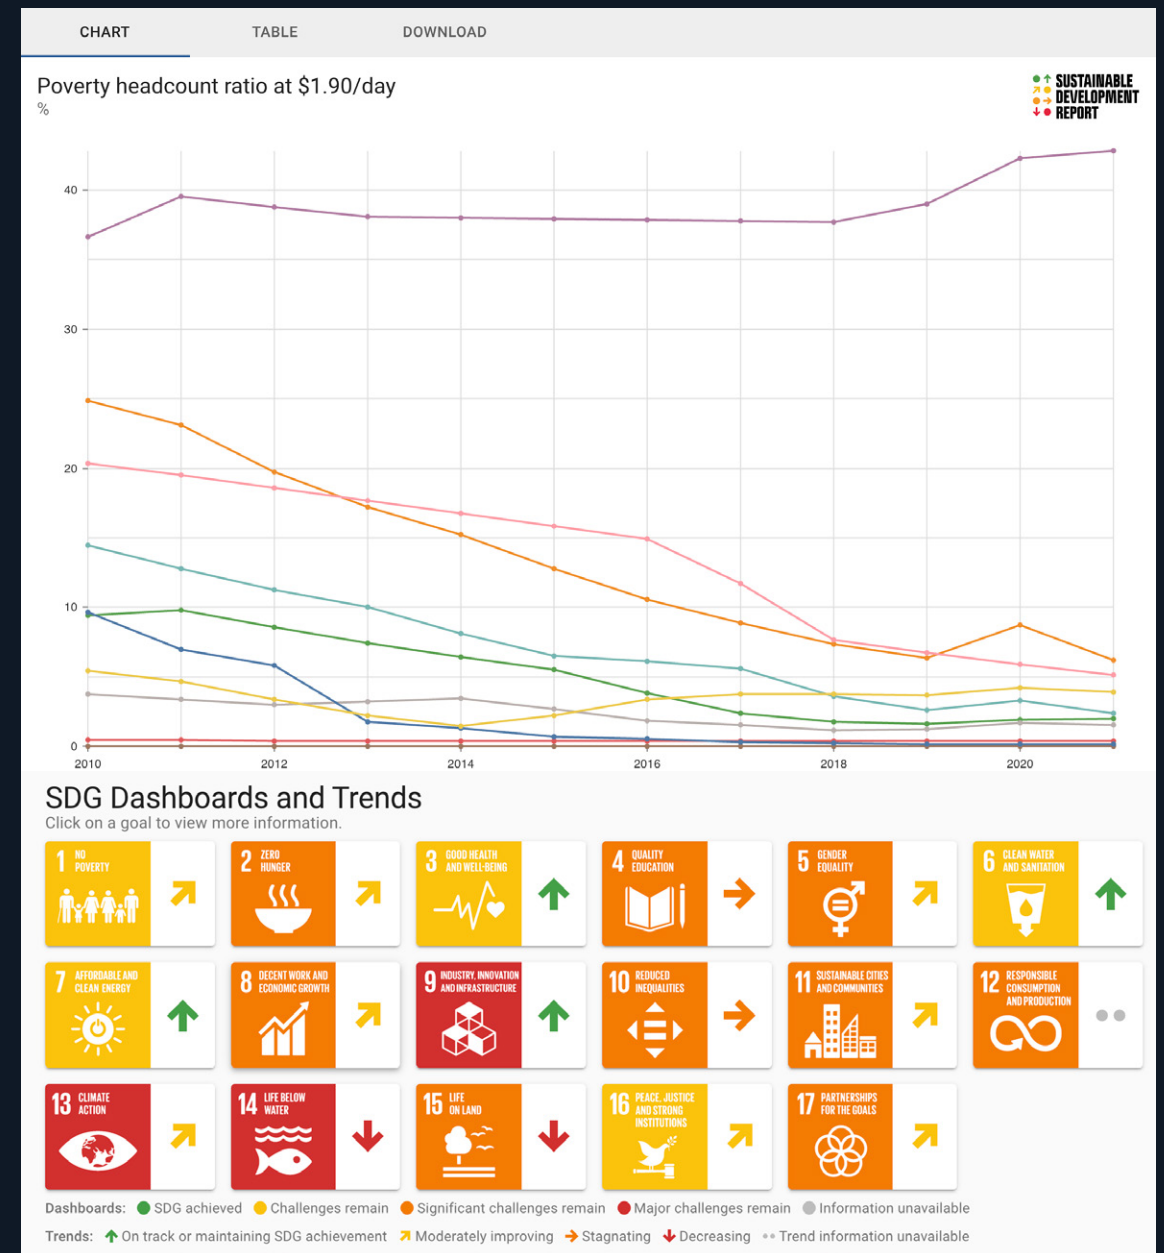 CHART
TABLE
DOWNLOAD
Poverty headcount ratio at $1.90/day
%
SUSTAINABLE
DEVELOPMENT
REPORT
40
30
20
10
0
2010
2012
2014
2016
2018
2020
SDG Dashboards and Trends
Click on a goal to view more information.
1 NO
POVERTY
2 ZERO
HUNGER
3 GOOD HEALTH
AND WELL-BEING
4 QUALITY
EDUCATION
5 GENDER
EQUALITY
6 CLEAN WATER
AND SANITATION
7 AFFORDABLE AND
CLEAN ENERGY
8 DECENT WORK AND
ECONOMIC GROWTH
9 INDUSTRY, INNOVATION
AND INFRASTRUCTURE
10 REDUCED
INEQUALITIES
11 SUSTAINABLE CITIES
AND COMMUNITIES
12 RESPONSIBLE
CONSUMPTION
AND PRODUCTION
13 CLIMATE
ACTION
14 LIFE BELOW
WATER
15 LIFE
ON LAND
16 PEACE, JUSTICE
AND STRONG
INSTITUTIONS
17 PARTNERSHIPS
FOR THE GOALS
Dashboards: SDG achieved Challenges remain Significant challenges remain Major challenges remain Information unavailable
Trends: On track or maintaining SDG achievement Moderately improving Stagnating Decreasing Trend information unavailable